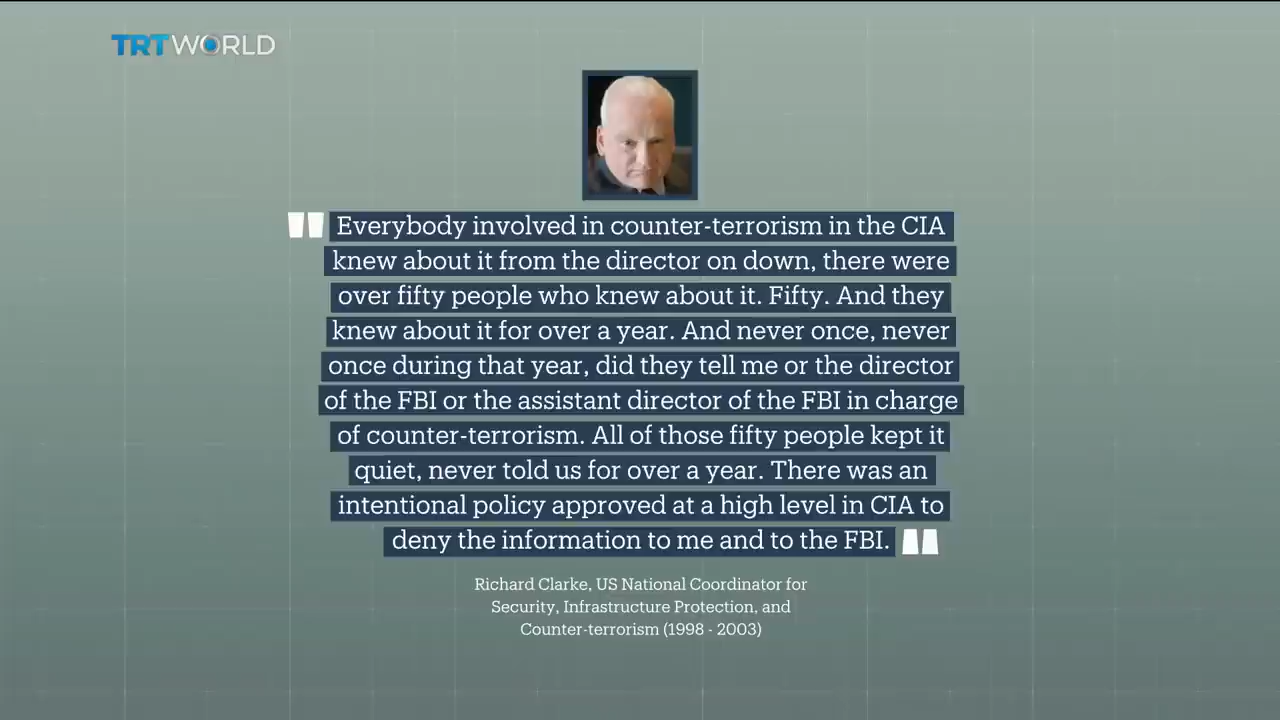 TRT WORLD
Everybody involved in counter-terrorism in the CIA
knew about it from the director on down, there were
over fifty people who knew about it. Fifty. And they
knew about it for over a year. And never once, never
once during that year, did they tell me or the director
of the FBI or the assistant director of the FBI in charge
of counter-terrorism. All of those fifty people kept it
quiet, never told us for over a year. There was an
intentional policy approved at a high level in CIA to
deny the information to me and to the FBI.
Richard Clarke, US National Coordinator for
Security, Infrastructure Protection, and
Counter-terrorism (1998 - 2003)